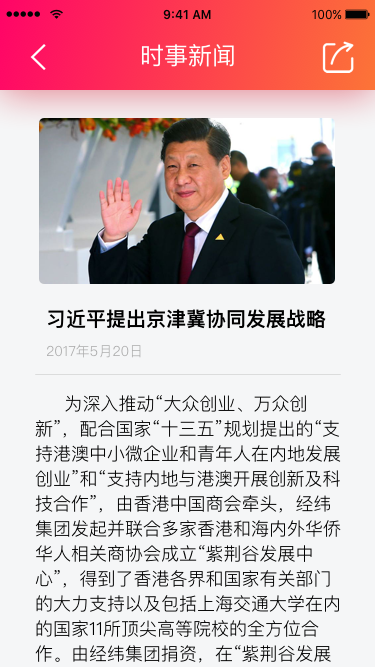 9:41 AM
100%
时事新闻
习近平提出京津冀协同发展战略
2017年5月20日
为深入推动“大众创业、万众创
新”，配合国家“十三五”规划提出的“支
持港澳中小微企业和青年人在内地发展
创业”和“支持内地与港澳开展创新及科
技合作”，由香港中国商会牵头，经纬
集团发起并联合多家香港和海内外华侨
华人相关商协会成立“紫荆谷发展中
心”，得到了香港各界和国家有关部门
的大力支持以及包括上海交通大学在内
的国家11所顶尖高等院校的全方位合
作。由经纬集团捐资，在“紫荆谷发展